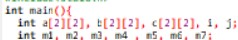 int main(){
int a[2][2], b[2][2], c[2][2], i, j;
int m1, m2, m3, m4 , m5, m6, m7;